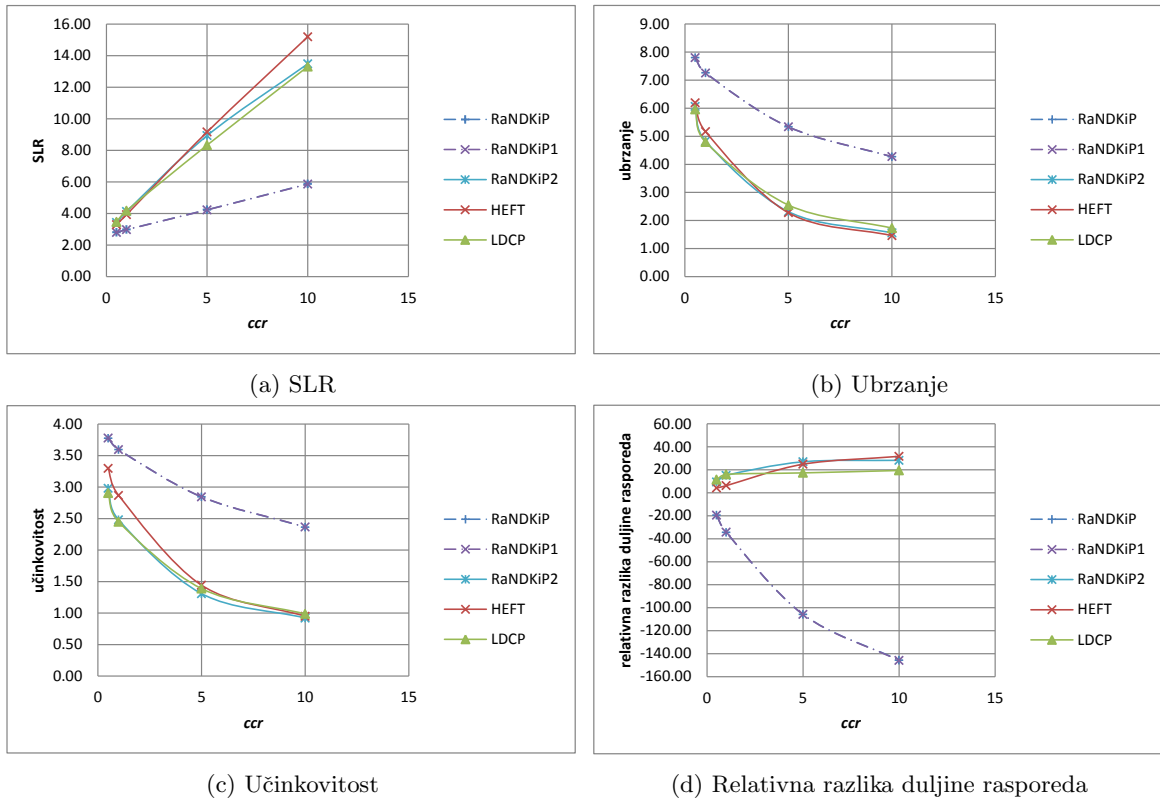 16.00
14.00
12.00
10.00
8.00
6.00
4.00
2.00
0.00
SLR
0 5 10 15
ccr
RaNDKiP
RaNDKiP1
RaNDKiP2
HEFT
LDCP
(a) SLR
9.00
8.00
7.00
6.00
5.00
4.00
3.00
2.00
1.00
0.00
ubrzanje
0 5 10 15
ccr
RaNDKiP
RaNDKiP1
RaNDKiP2
HEFT
LDCP
(b) Ubrzanje
4.00
3.50
3.00
2.50
2.00
1.50
1.00
0.50
0.00
učinkovitost
0 5 10 15
ccr
RaNDKiP
RaNDKiP1
RaNDKiP2
HEFT
LDCP
(c) Učinkovitost
60.00
40.00
20.00
0.00
-20.00
-40.00
-60.00
-80.00
-100.00
-120.00
-140.00
-160.00
relativna razlika duljine rasporeda
0 5 10 15
ccr
RaNDKiP
RaNDKiP1
RaNDKiP2
HEFT
LDCP
(d) Relativna razlika duljine rasporeda